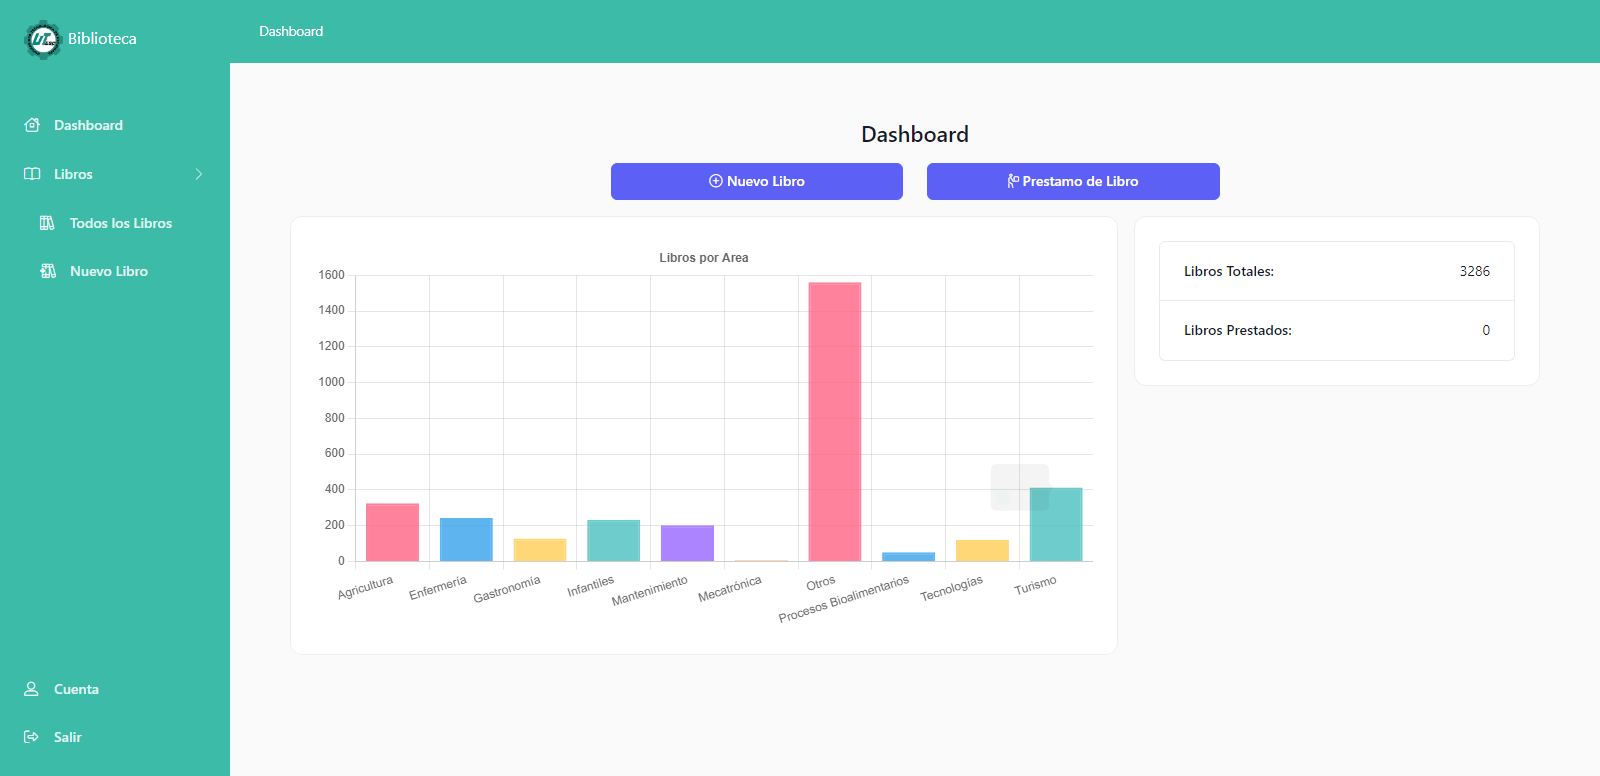 Biblioteca
Dashboard
Dashboard
Libros
Todos los Libros
Nuevo Libro
Cuenta
Salir
Dashboard
Nuevo Libro
Prestamo de Libro
Libros por Area
1600
1400
1200
1000
800
600
400
200
0
Agricultura
Enfermería
Gastronomía
Infantiles
Mantenimiento
Mecatrónica
Otros
Procesos Bioalimentarios
Tecnologías
Turismo
Libros Totales: 3286
Libros Prestados: 0